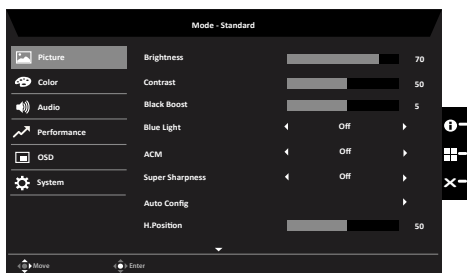 Mode - Standard
Picture
Color
Audio
Performance
OSD
System
Brightness 70
Contrast 50
Black Boost 5
Blue Light Off
ACM Off
Super Sharpness Off
Auto Config
H.Position 50
Move Enter